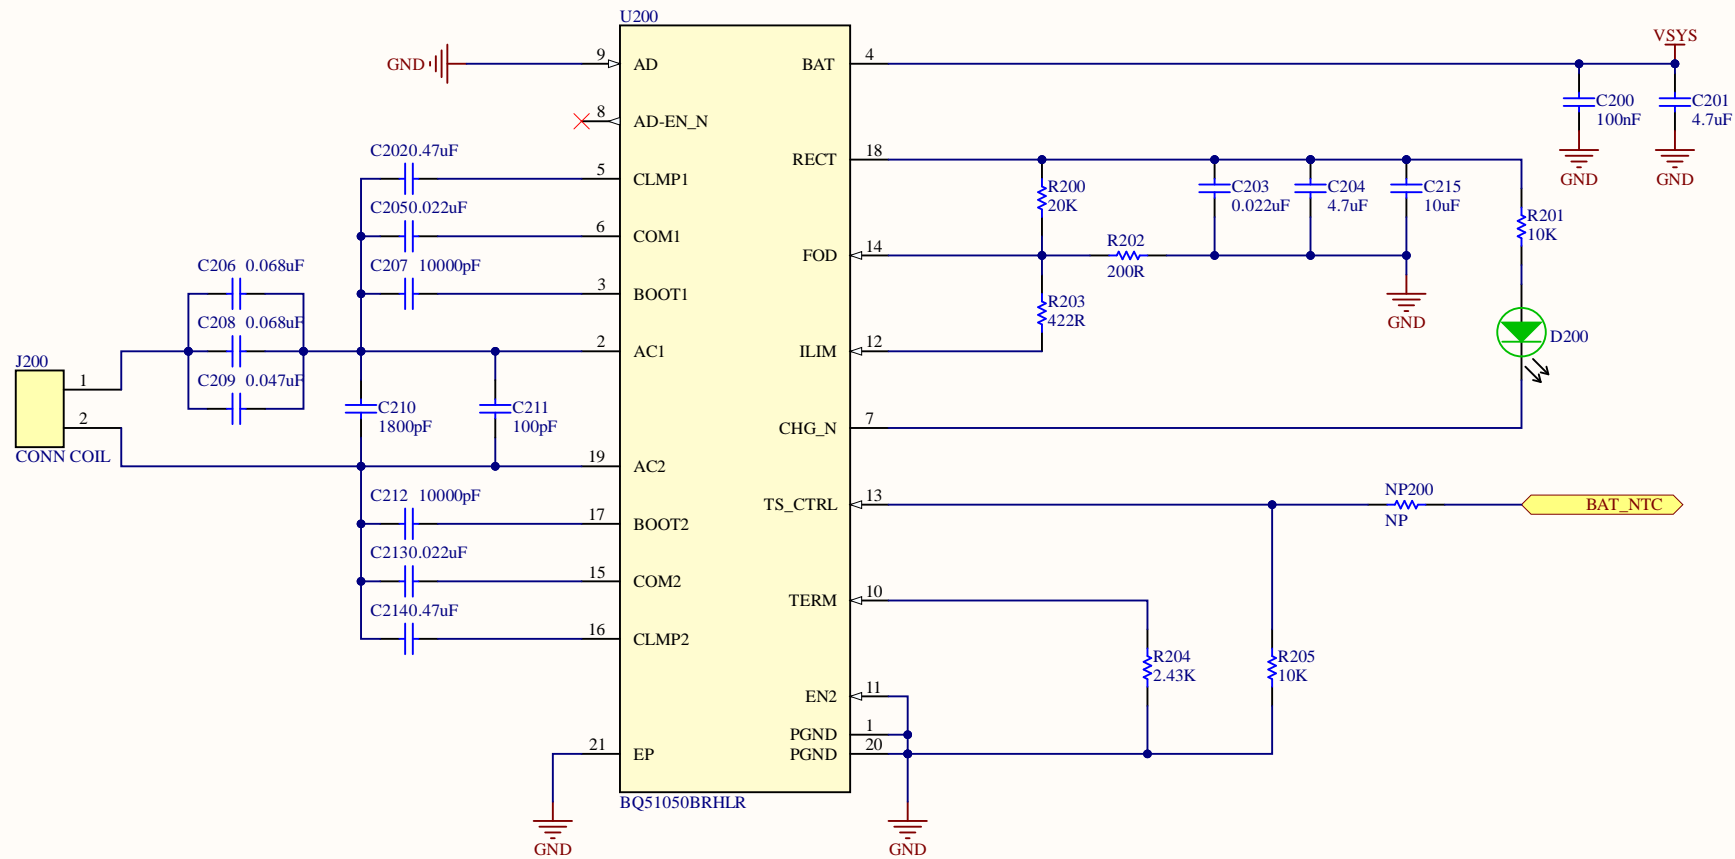 U200
VSYS
GND
9
AD
BAT
4
8
AD-EN_N
C200
100nF
C201
4.7uF
C2020.47uF
5
CLMP1
RECT
18
GND
GND
C2050.022uF
6
COM1
R200
20K
C203
0.022uF
C204
4.7uF
C215
10uF
R201
10K
C206 0.068uF
C207 10000pF
3
BOOT1
FOD
14
R202
200R
C208 0.068uF
R203
422R
GND
J200
2
AC1
ILIM
12
D200
1
C209 0.047uF
2
C210
1800pF
C211
100pF
CHG_N
7
CONN COIL
19
AC2
C212 10000pF
17
BOOT2
TS_CTRL
13
NP200
NP
BAT_NTC
C2130.022uF
15
COM2
TERM
10
C2140.47uF
16
CLMP2
R204
2.43K
R205
10K
EN2
11
PGND
1
PGND
20
21
EP
BQ51050BRHLR
GND
GND